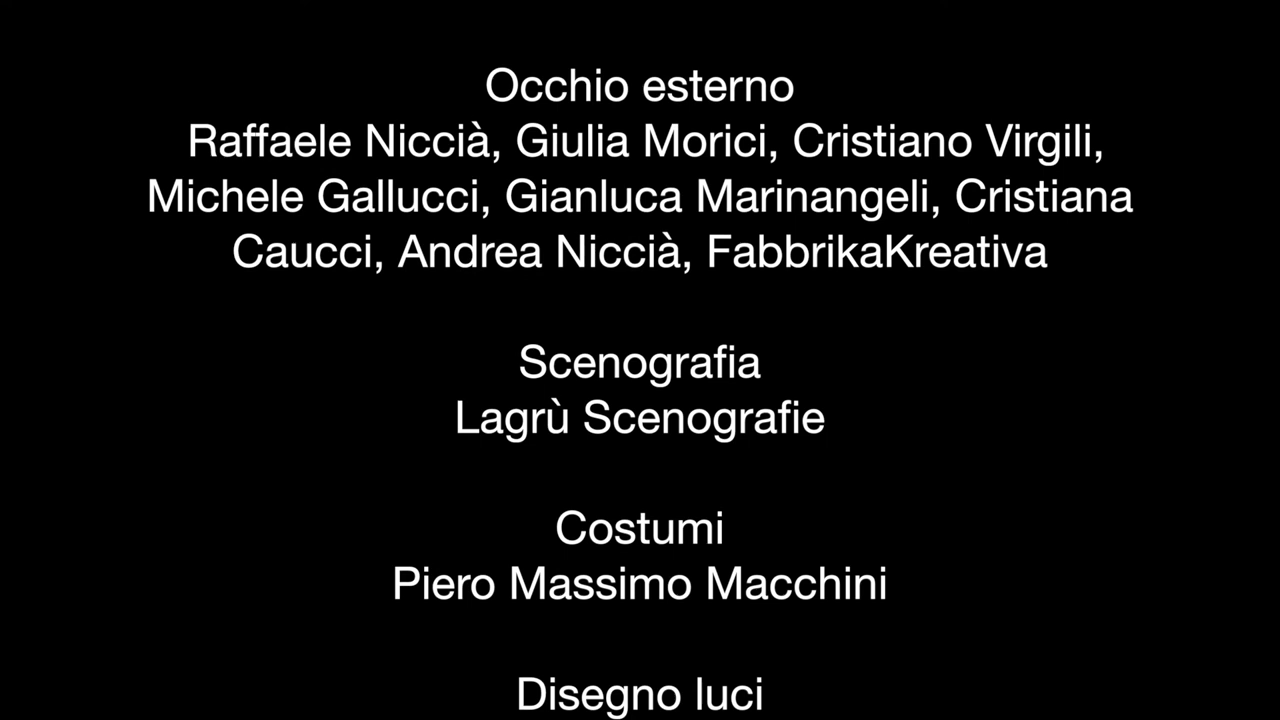 Occhio esterno
Raffaele Niccià, Giulia Morici, Cristiano Virgili,
Michele Gallucci, Gianluca Marinangeli, Cristiana
Caucci, Andrea Niccià, FabbrikaKreativa
Scenografia
Lagrù Scenografie
Costumi
Piero Massimo Macchini
Disegno luci